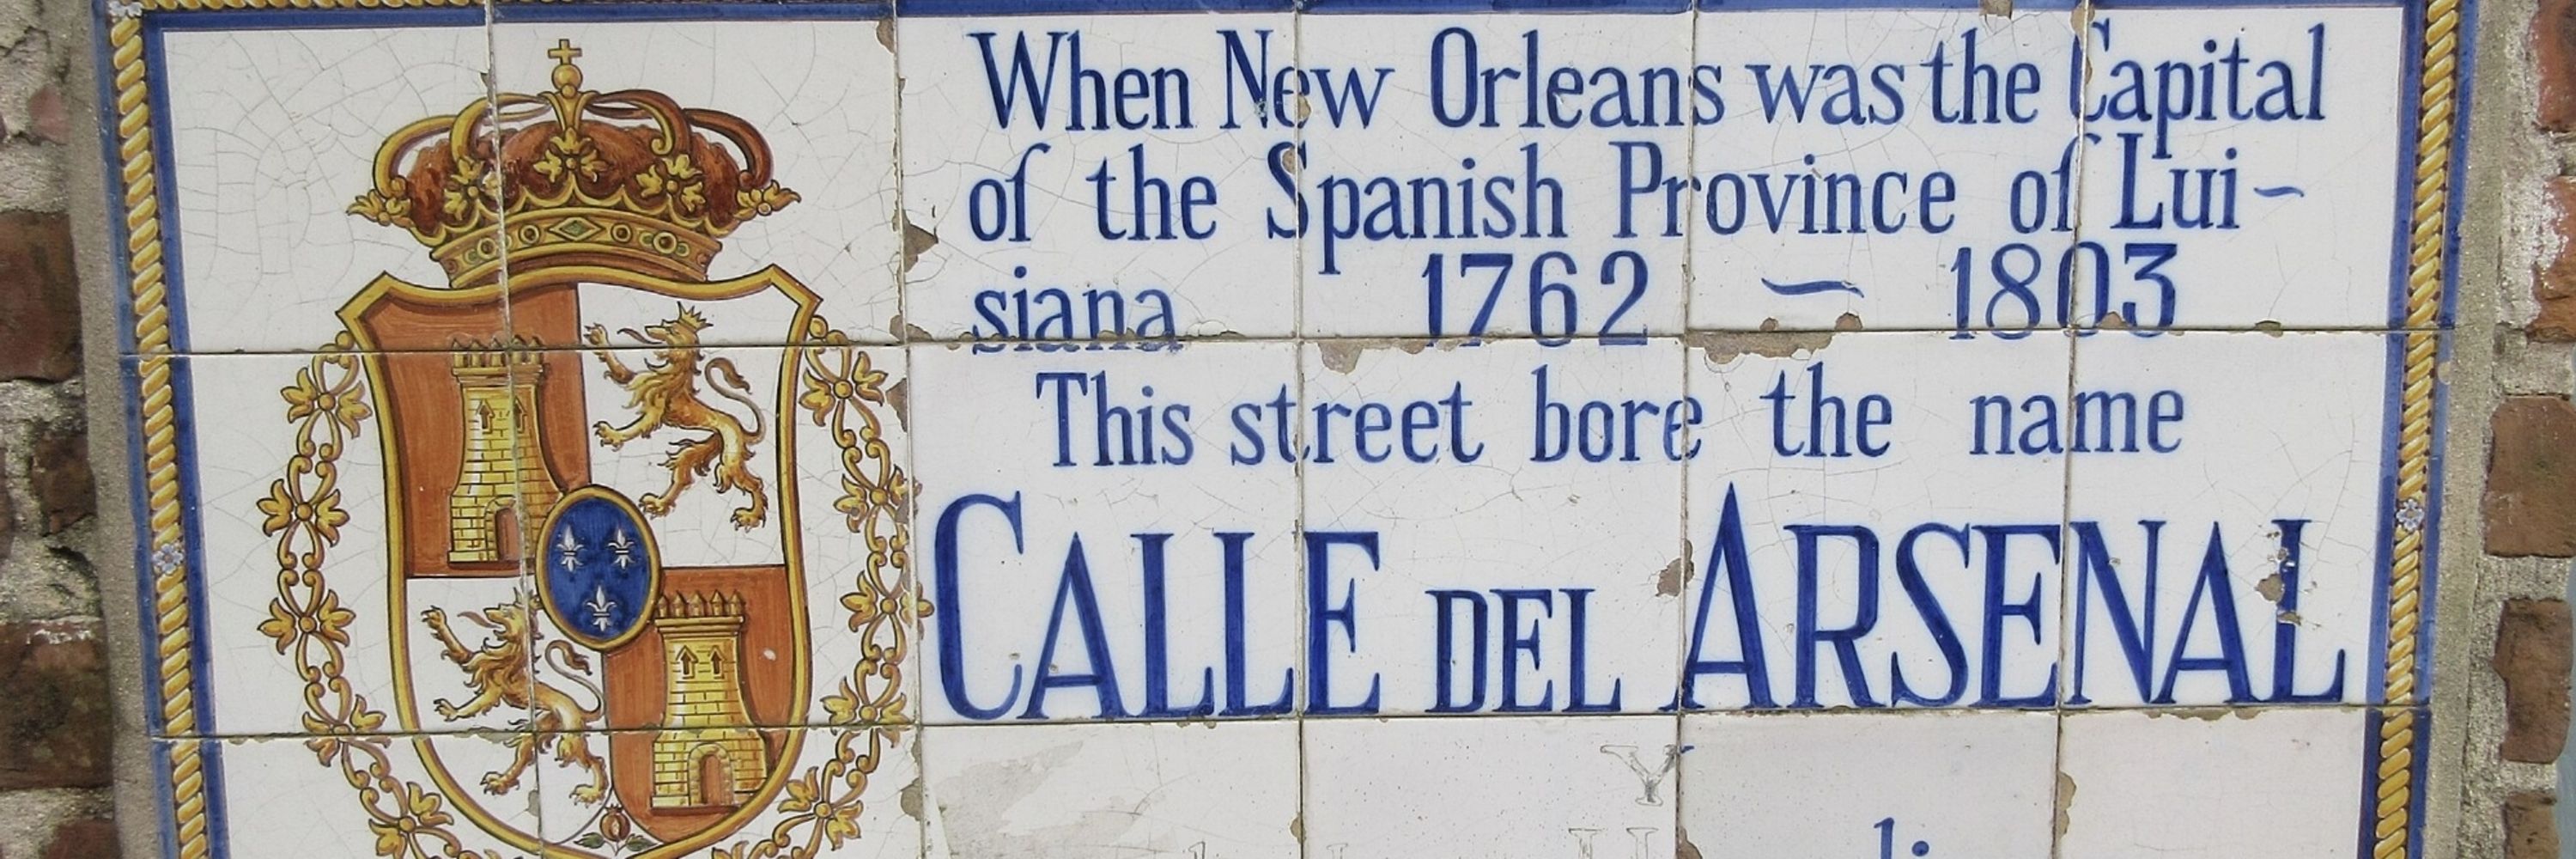 When New Orleans was the Capital
of the Spanish Province of Lui~
siana 1762 ~ 1803
This street bore the name
CALLE DEL ARSENAL